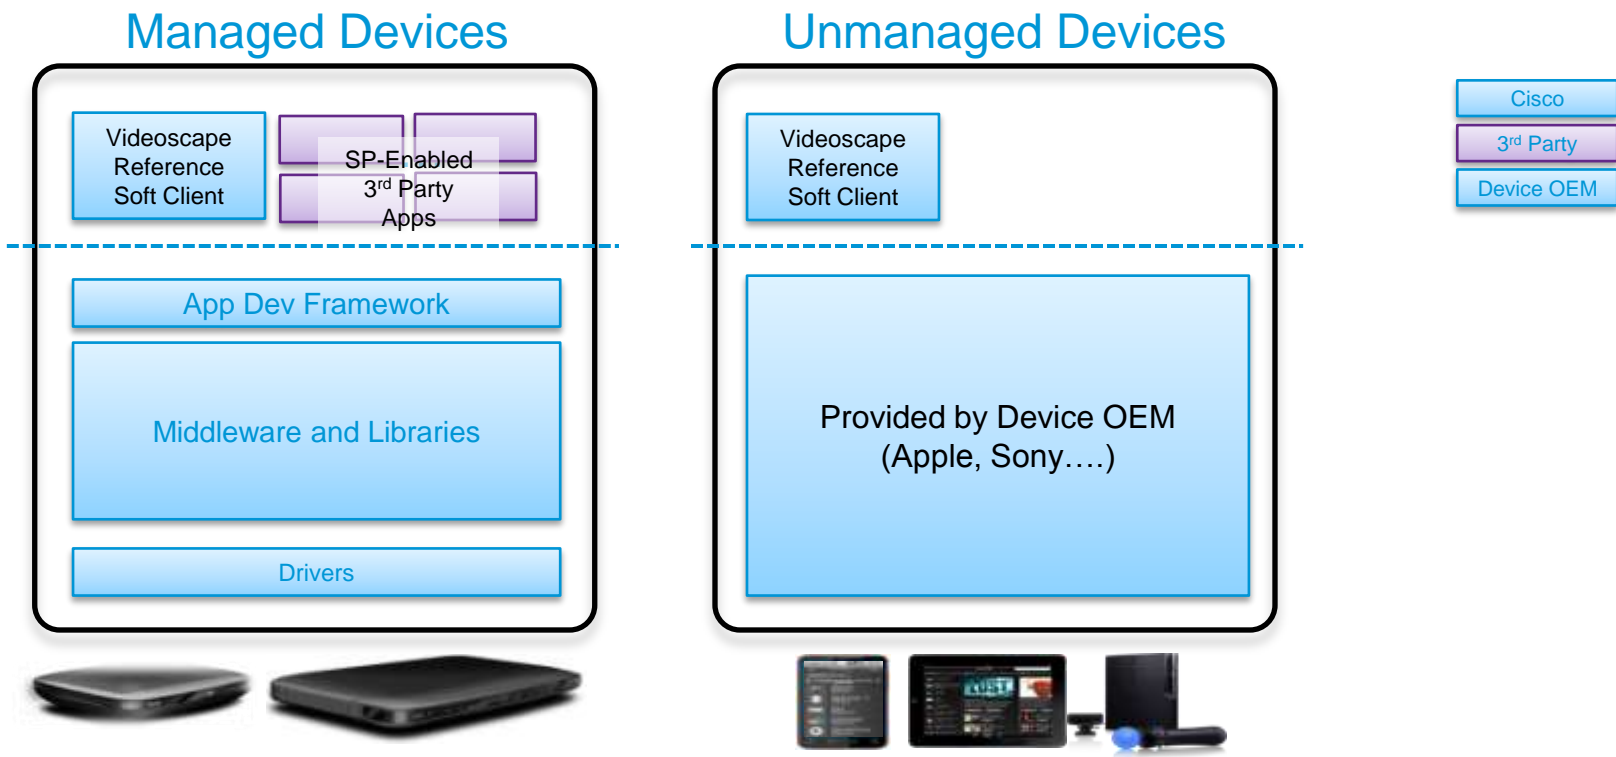 Managed Devices
Unmanaged Devices
Videoscape
Reference
Soft Client
SP-Enabled
3rd Party
Apps
App Dev Framework
Middleware and Libraries
Drivers
Videoscape
Reference
Soft Client
Provided by Device OEM
(Apple, Sony....)
LOST
Cisco
3rd Party
Device OEM